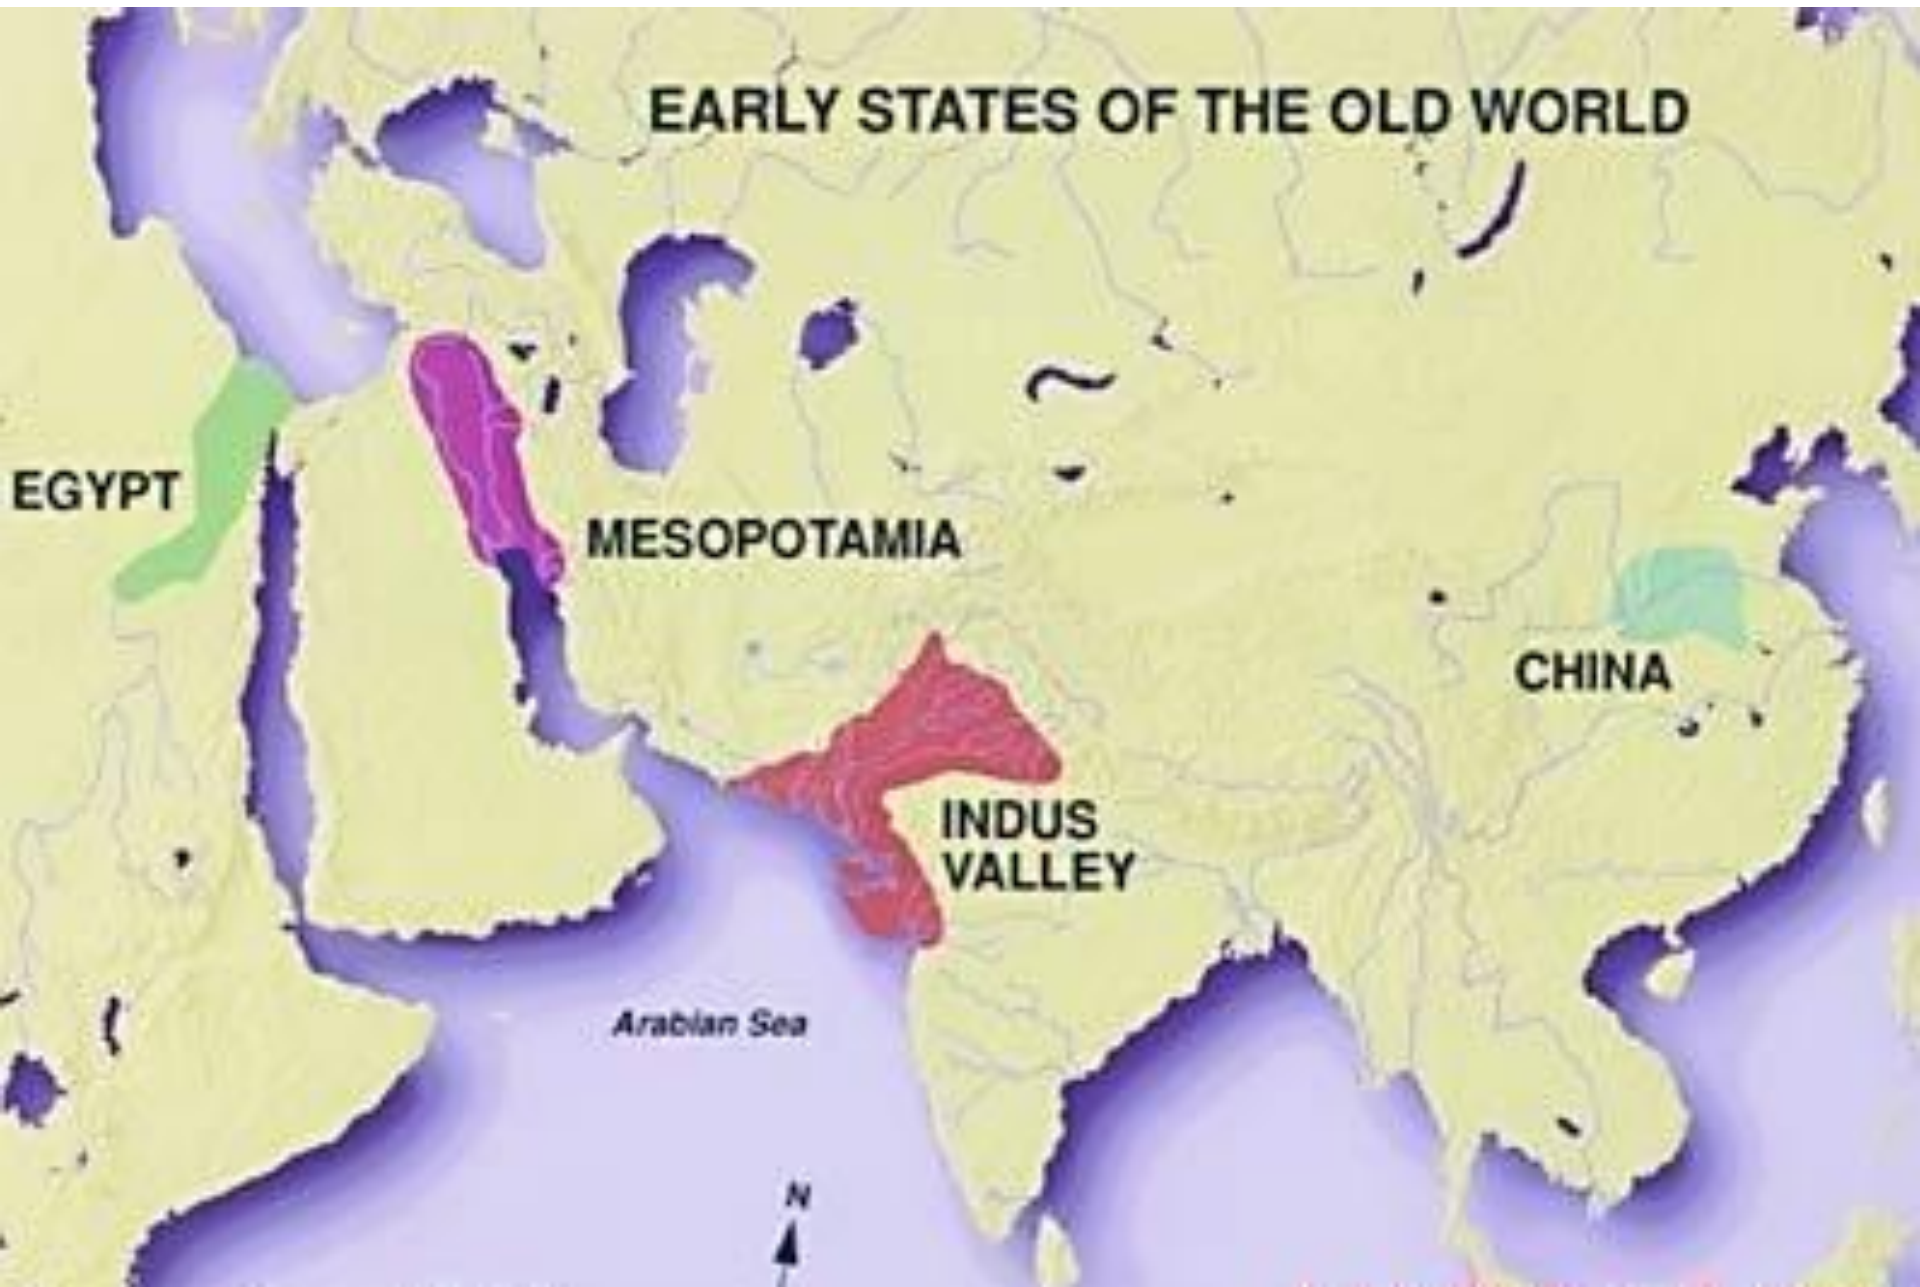 EARLY STATES OF THE OLD WORLD
EGYPT
MESOPOTAMIA
CHINA
INDUS
VALLEY
Arabian Sea
N